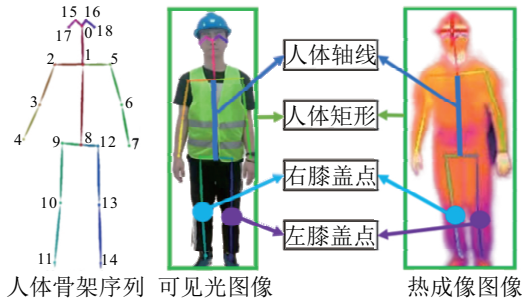 15 16
17 0 18
2 1 5
3 6
4 9 8 12 7
10 13
11 14
人体轴线
人体矩形
右膝盖点
左膝盖点
人体骨架序列 可见光图像 热成像图像